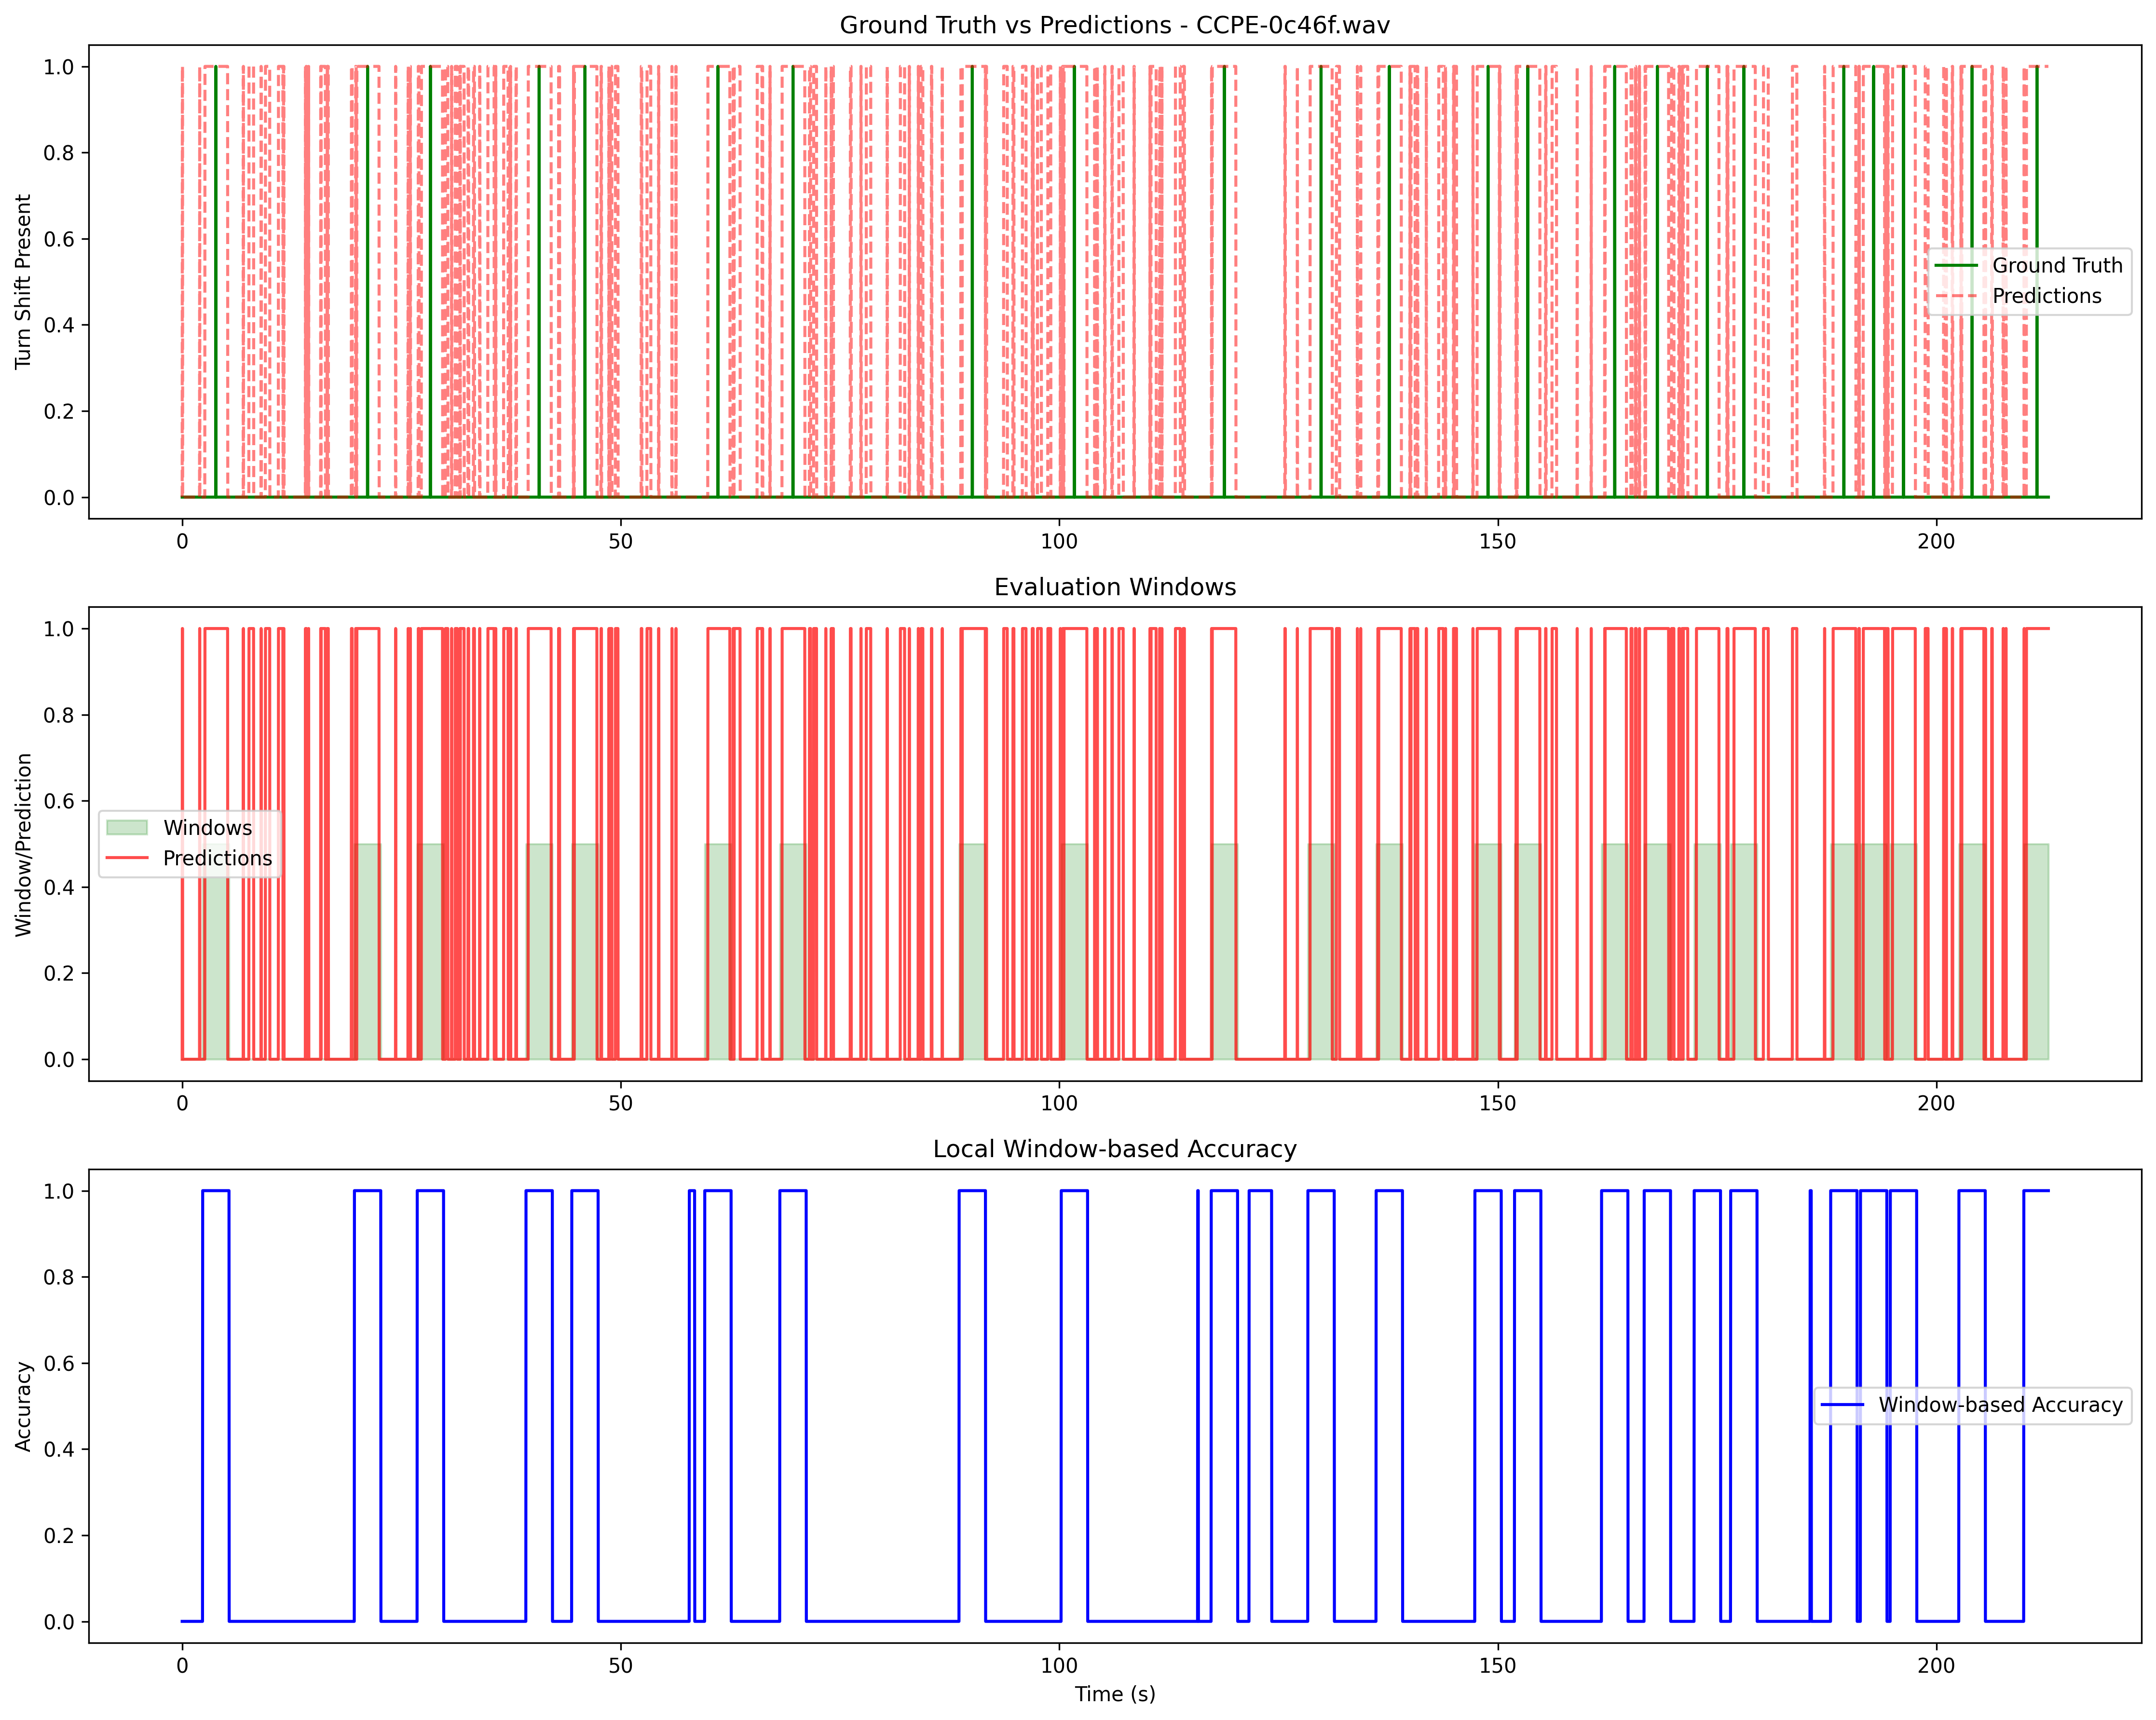 Ground Truth vs Predictions - CCPE-0c46f.wav
1.0
0.8
0.6
0.4
0.2
0.0
Turn Shift Present
Ground Truth
Predictions
0 50 100 150 200
Evaluation Windows
1.0
0.8
0.6
0.4
0.2
0.0
Window/Prediction
Windows
Predictions
0 50 100 150 200
Local Window-based Accuracy
1.0
0.8
0.6
0.4
0.2
0.0
Accuracy
Window-based Accuracy
0 50 100 150 200
Time (s)